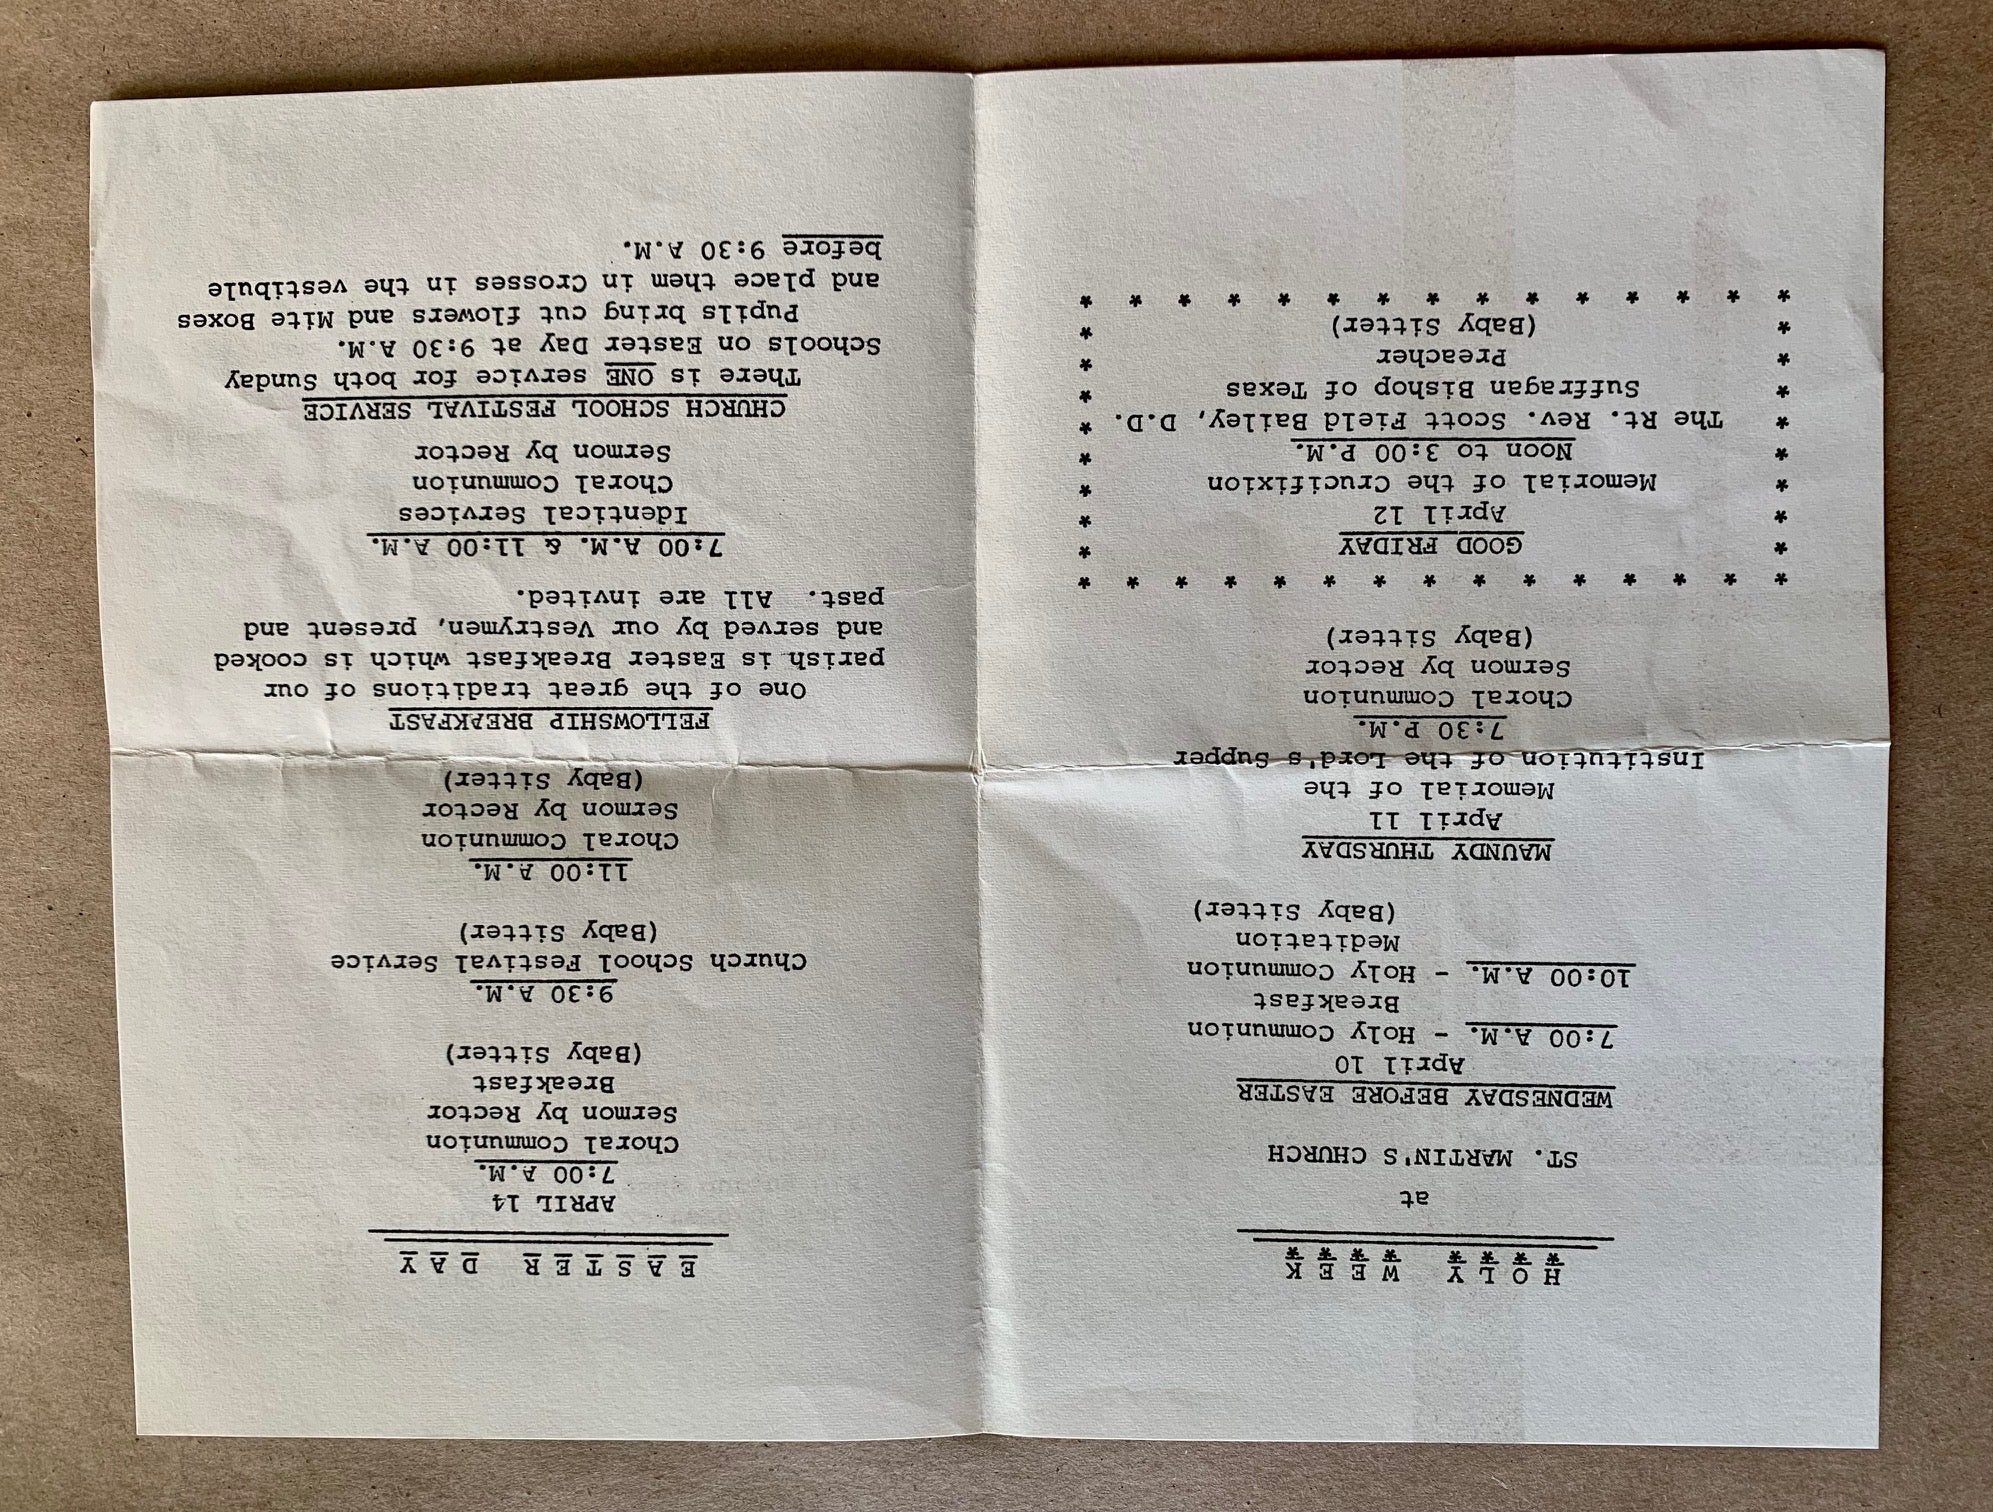 H O L Y   W E E K
* * * *   * * * *
at
ST. MARTIN'S CHURCH
WEDNESDAY BEFORE EASTER
April 10
7:00 A.M. - Holy Communion
Breakfast
10:00 A.M. - Holy Communion
Meditation
(Baby Sitter)
MAUNDY THURSDAY
April 11
Memorial of the
Institution of the Lord's Supper
7:30 P.M.
Choral Communion
Sermon by Rector
(Baby Sitter)
* * * * * * * * * * * * * * *
* GOOD FRIDAY *
* April 12 *
* Memorial of the Crucifixion *
* Noon to 3:00 P.M. *
* The Rt. Rev. Scott Field Bailey, D.D. *
* Suffragan Bishop of Texas *
* Preacher *
* (Baby Sitter) *
* * * * * * * * * * * * * * *
E A S T E R   D A Y
APRIL 14
7:00 A.M.
Choral Communion
Sermon by Rector
Breakfast
(Baby Sitter)
9:30 A.M.
Church School Festival Service
(Baby Sitter)
11:00 A.M.
Choral Communion
Sermon by Rector
(Baby Sitter)
FELLOWSHIP BREAKFAST
One of the great traditions of our
parish is Easter Breakfast which is cooked
and served by our Vestrymen, present and
past.  All are invited.
7:00 A.M. & 11:00 A.M.
Identical Services
Choral Communion
Sermon by Rector
CHURCH SCHOOL FESTIVAL SERVICE
There is ONE service for both Sunday
Schools on Easter Day at 9:30 A.M.
Pupils bring cut flowers and Mite Boxes
and place them in Crosses in the vestibule
before 9:30 A.M.